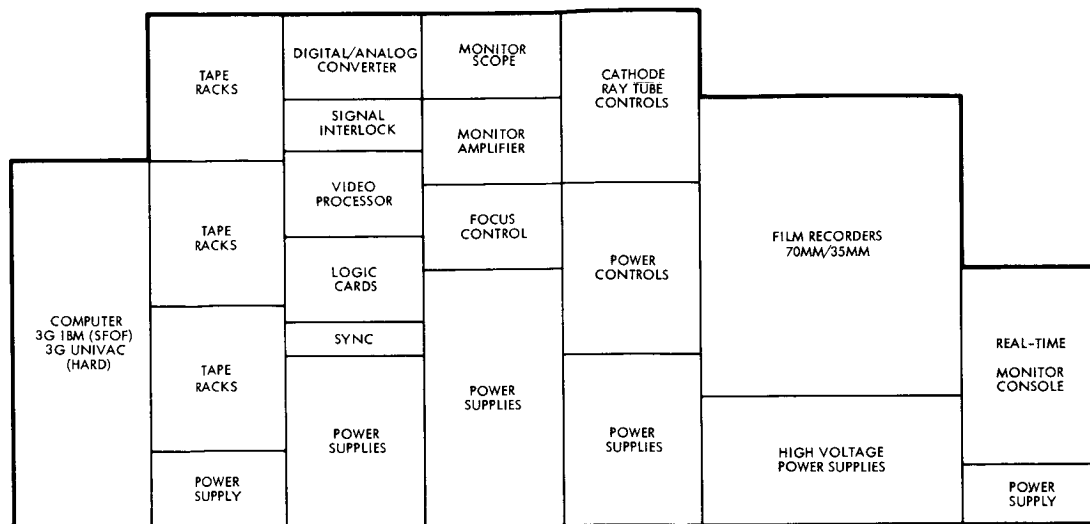 COMPUTER
3G IBM (SFOF)
3G UNIVAC
(HARD)
TAPE
RACKS
TAPE
RACKS
TAPE
RACKS
POWER
SUPPLY
DIGITAL/ANALOG
CONVERTER
SIGNAL
INTERLOCK
VIDEO
PROCESSOR
LOGIC
CARDS
SYNC
POWER
SUPPLIES
MONITOR
SCOPE
MONITOR
AMPLIFIER
FOCUS
CONTROL
POWER
SUPPLIES
CATHODE
RAY TUBE
CONTROLS
POWER
CONTROLS
POWER
SUPPLIES
FILM RECORDERS
70MM/35MM
HIGH VOLTAGE
POWER SUPPLIES
REAL-TIME
MONITOR
CONSOLE
POWER
SUPPLY